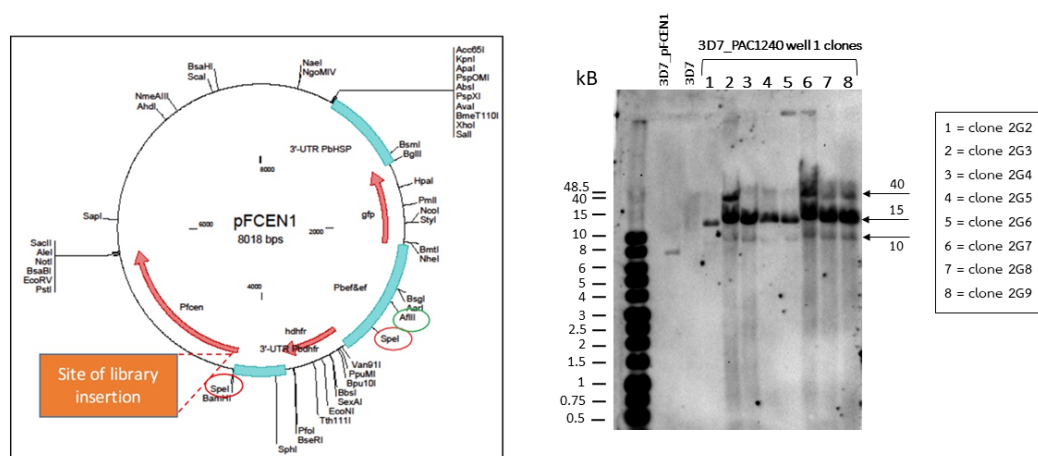 Acc65I
KpnI
ApaI
PspOMI
AbsI
PspXI
AvaI
BmeT110I
XhoI
SalI
NaeI
NgoMIV
BsaHI
ScaI
NmeAIII
AhdI
3'-UTR PbHSP
BsmI
BglII
8000
HpaI
gfp
PmlI
NcoI
StyI
pFCEN1
8018 bps
SapI
6000
2000
BmtI
NheI
SacII
AleI
NotI
BsaBI
EcoRV
PstI
4000
Pbef&ef
Pfcen
BsgI
AarI
AflII
hdhfr
SpeI
3'-UTR Pbdhfr
Van91I
PpuMI
Bpu10I
BbsI
SexAI
EcoNI
Tth111I
Site of library
insertion
SpeI
BamHI
PfoI
BseRI
SphI
3D7_pFCEN1
3D7
3D7_PAC1240 well 1 clones
kB
1 2 3 4 5 6 7 8
48.5
40
15
10
8
6
5
4
3
2.5
2
1.5
1
0.75
0.5
40
15
10
1 = clone 2G2
2 = clone 2G3
3 = clone 2G4
4 = clone 2G5
5 = clone 2G6
6 = clone 2G7
7 = clone 2G8
8 = clone 2G9